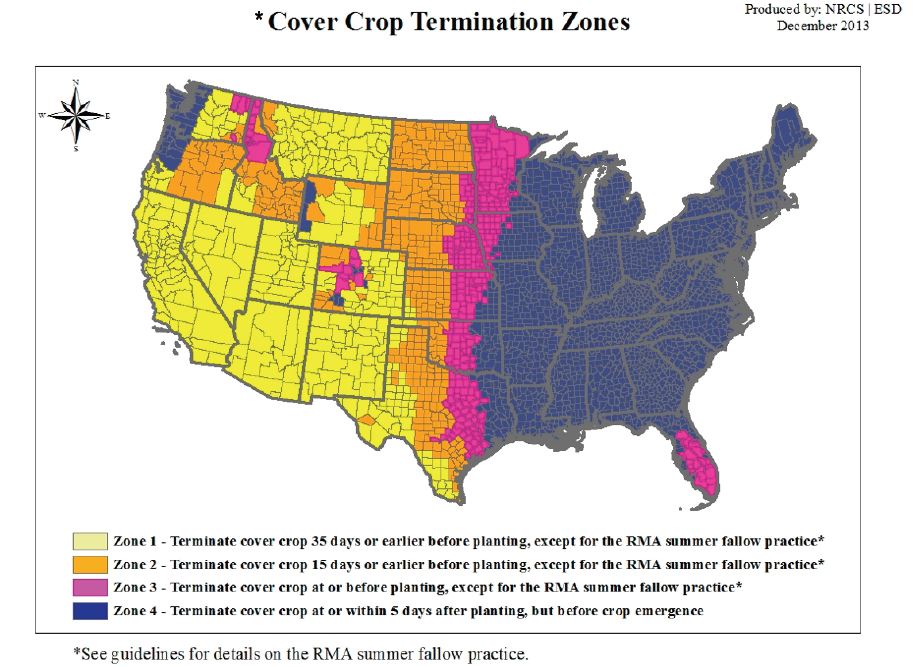 * Cover Crop Termination Zones
Produced by: NRCS | ESD
December 2013
N
W
E
S
Zone 1 - Terminate cover crop 35 days or earlier before planting, except for the RMA summer fallow practice*
Zone 2 - Terminate cover crop 15 days or earlier before planting, except for the RMA summer fallow practice*
Zone 3 - Terminate cover crop at or before planting, except for the RMA summer fallow practice*
Zone 4 - Terminate cover crop at or within 5 days after planting, but before crop emergence
*See guidelines for details on the RMA summer fallow practice.